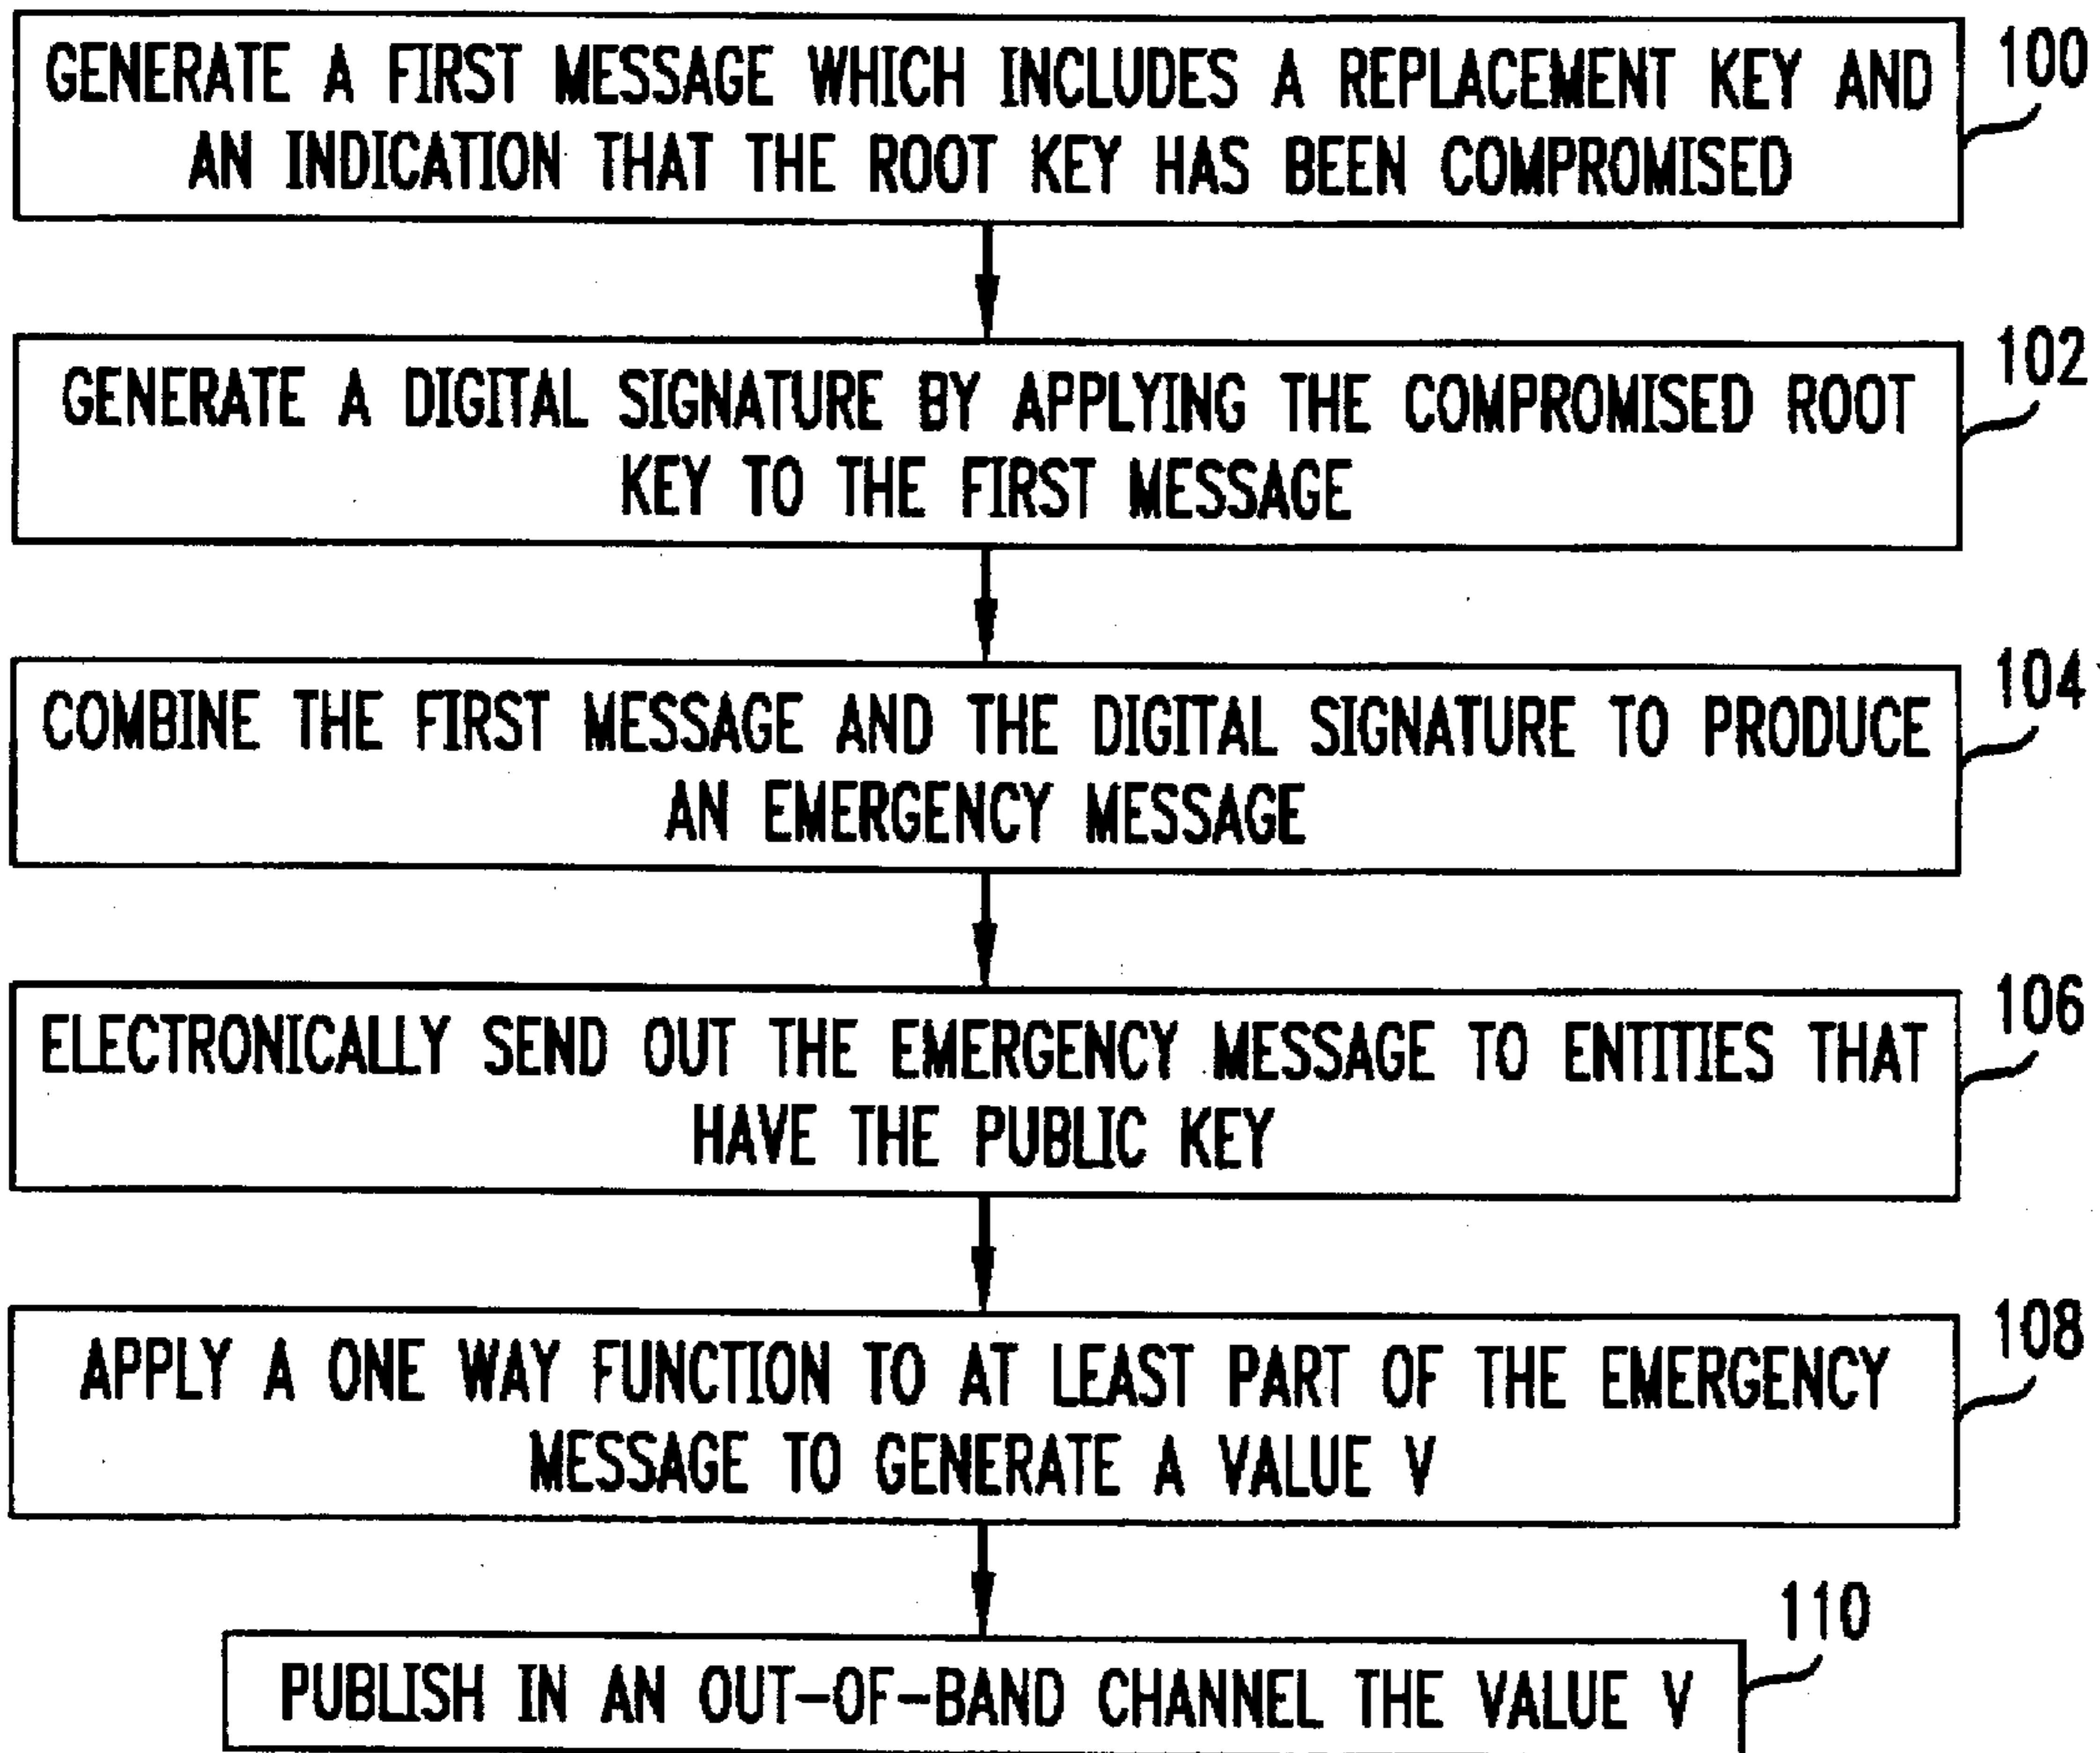 GENERATE A FIRST MESSAGE WHICH INCLUDES A REPLACEMENT KEY AND
AN INDICATION THAT THE ROOT KEY HAS BEEN COMPROMISED
100
GENERATE A DIGITAL SIGNATURE BY APPLYING THE COMPROMISED ROOT
KEY TO THE FIRST MESSAGE
102
COMBINE THE FIRST MESSAGE AND THE DIGITAL SIGNATURE TO PRODUCE
AN EMERGENCY MESSAGE
104
ELECTRONICALLY SEND OUT THE EMERGENCY MESSAGE TO ENTITIES THAT
HAVE THE PUBLIC KEY
106
APPLY A ONE WAY FUNCTION TO AT LEAST PART OF THE EMERGENCY
MESSAGE TO GENERATE A VALUE V
108
PUBLISH IN AN OUT-OF-BAND CHANNEL THE VALUE V
110